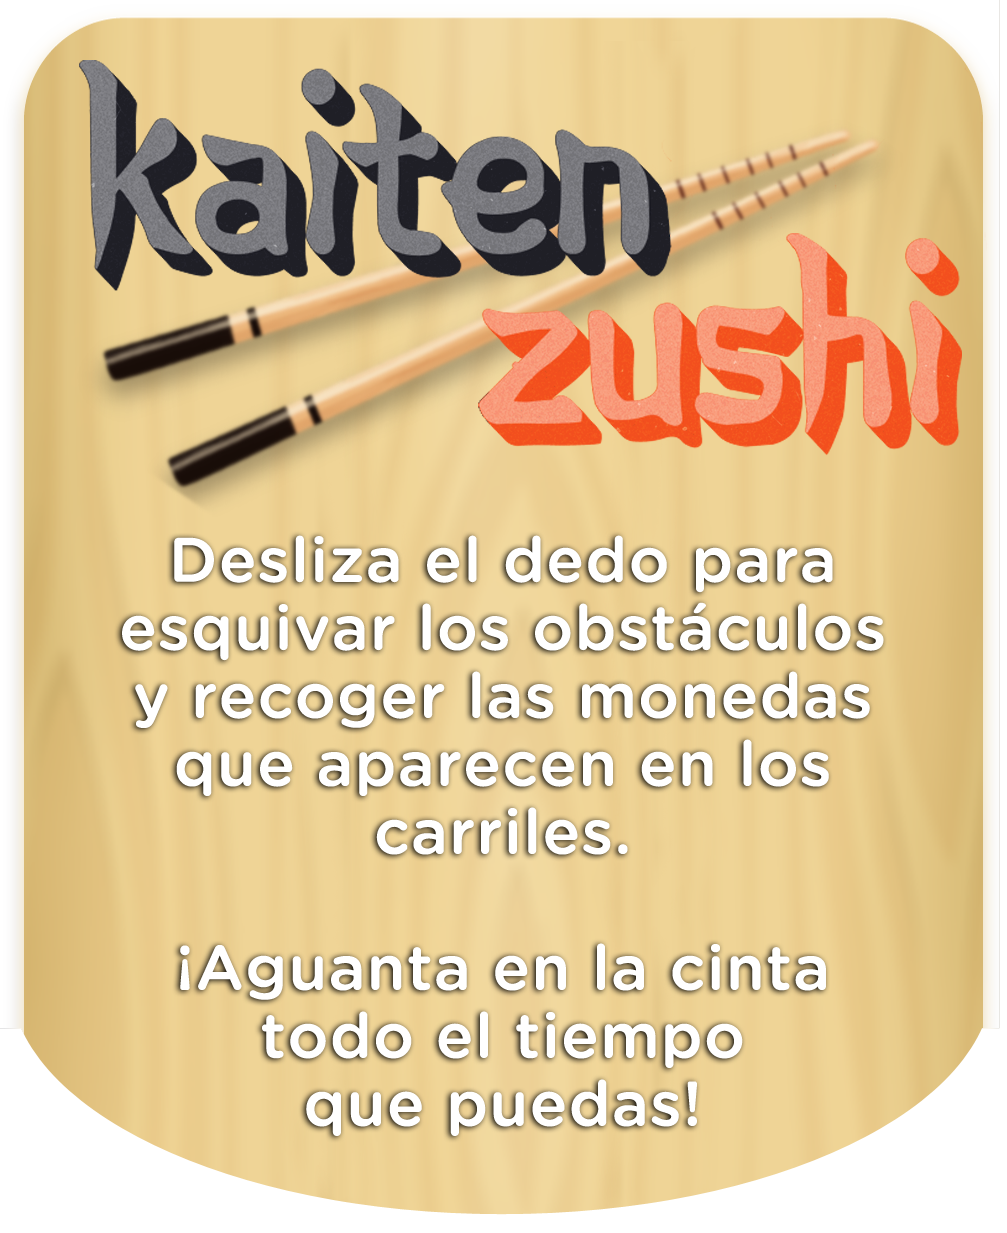 kaiten
zushi
Desliza el dedo para
esquivar los obstáculos
y recoger las monedas
que aparecen en los
carriles.
¡Aguanta en la cinta
todo el tiempo
que puedas!